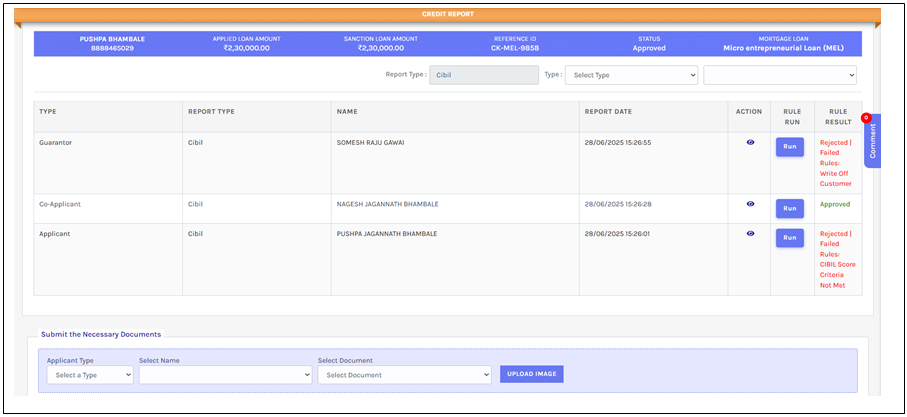 CREDIT REPORT
PUSHPA BHAMBALE
8888465029
APPLIED LOAN AMOUNT
₹2,30,000.00
SANCTION LOAN AMOUNT
₹2,30,000.00
REFERENCE ID
CK-MEL-9858
STATUS
Approved
MORTGAGE LOAN
Micro entrepreneurial Loan (MEL)
Report Type : Cibil Type : Select Type
TYPE REPORT TYPE NAME REPORT DATE ACTION RULE RUN RULE RESULT
Guarantor Cibil SOMESH RAJU GAWAI 28/06/2025 15:26:55 Run
Rejected |
Failed
Rules:
Write Off
Customer
Co-Applicant Cibil NAGESH JAGANNATH BHAMBALE 28/06/2025 15:26:28 Run Approved
Applicant Cibil PUSHPA JAGANNATH BHAMBALE 28/06/2025 15:26:01 Run
Rejected |
Failed
Rules:
CIBIL Score
Criteria
Not Met
0
Comment
Submit the Necessary Documents
Applicant Type Select Name Select Document
Select a Type Select Document UPLOAD IMAGE